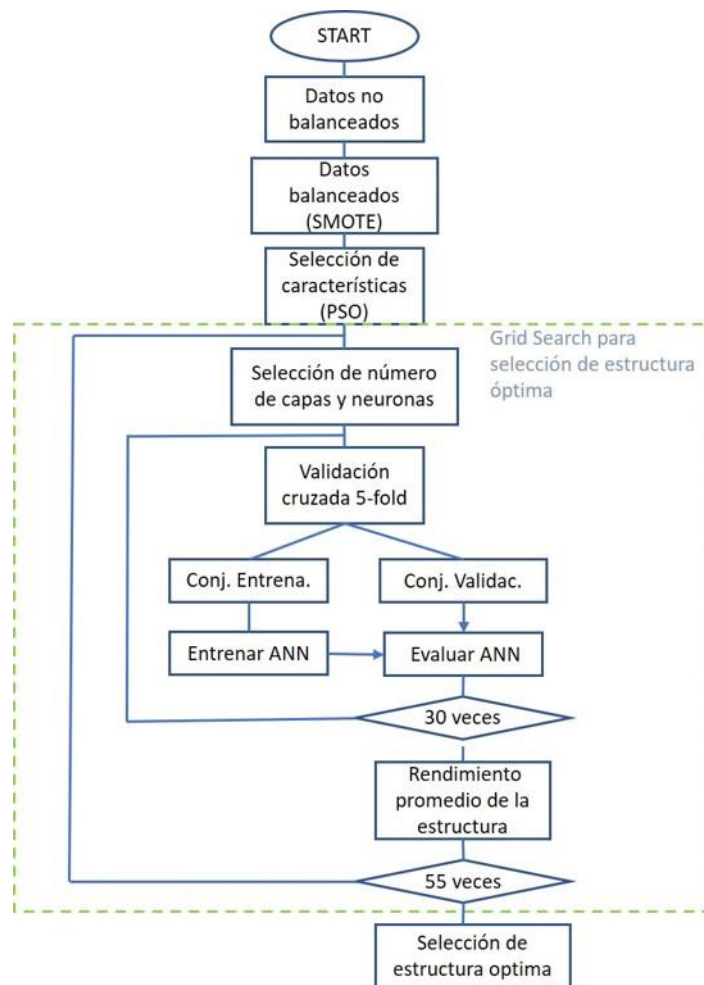 START
Datos no
balanceados
Datos
balanceados
(SMOTE)
Selección de
características
(PSO)
Grid Search para
selección de estructura
óptima
Selección de número
de capas y neuronas
Validación
cruzada 5-fold
Conj. Entrena.
Conj. Validac.
Entrenar ANN
Evaluar ANN
30 veces
Rendimiento
promedio de la
estructura
55 veces
Selección de
estructura optima